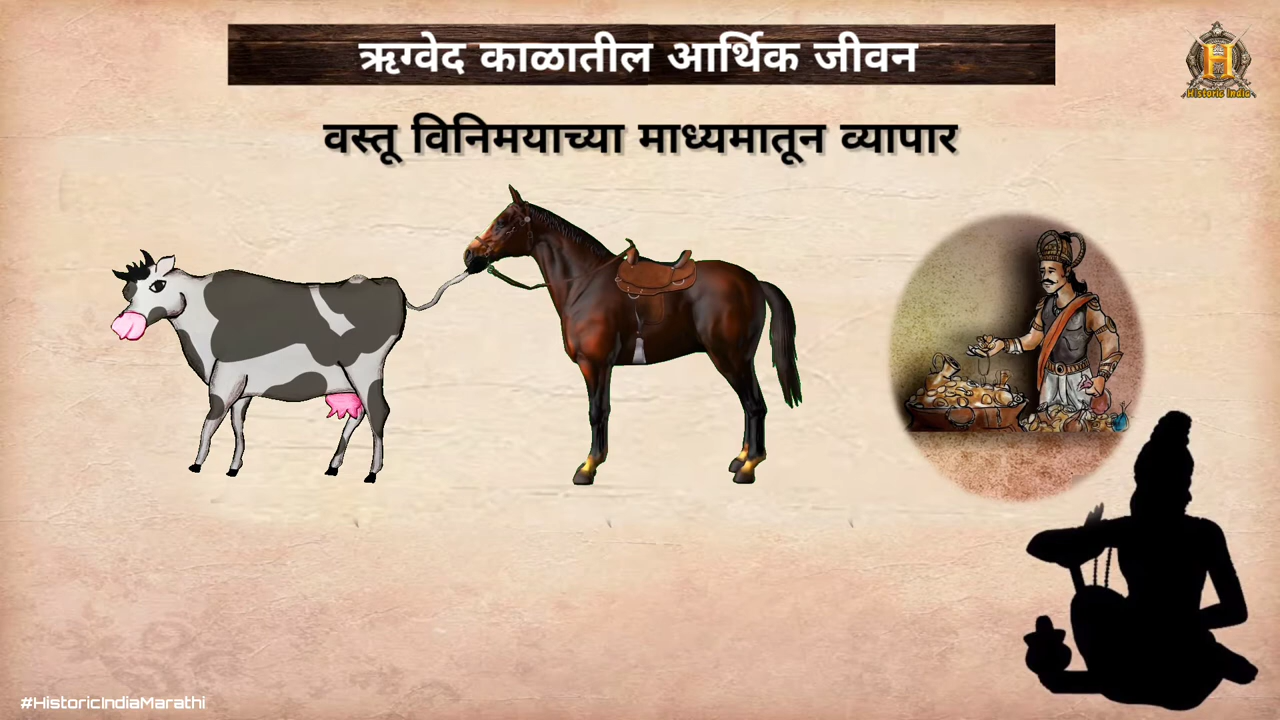 ऋग्वेद काळातील आर्थिक जीवन
Historic India
वस्तू विनिमयाच्या माध्यमातून व्यापार
#HistoricIndiaMarathi